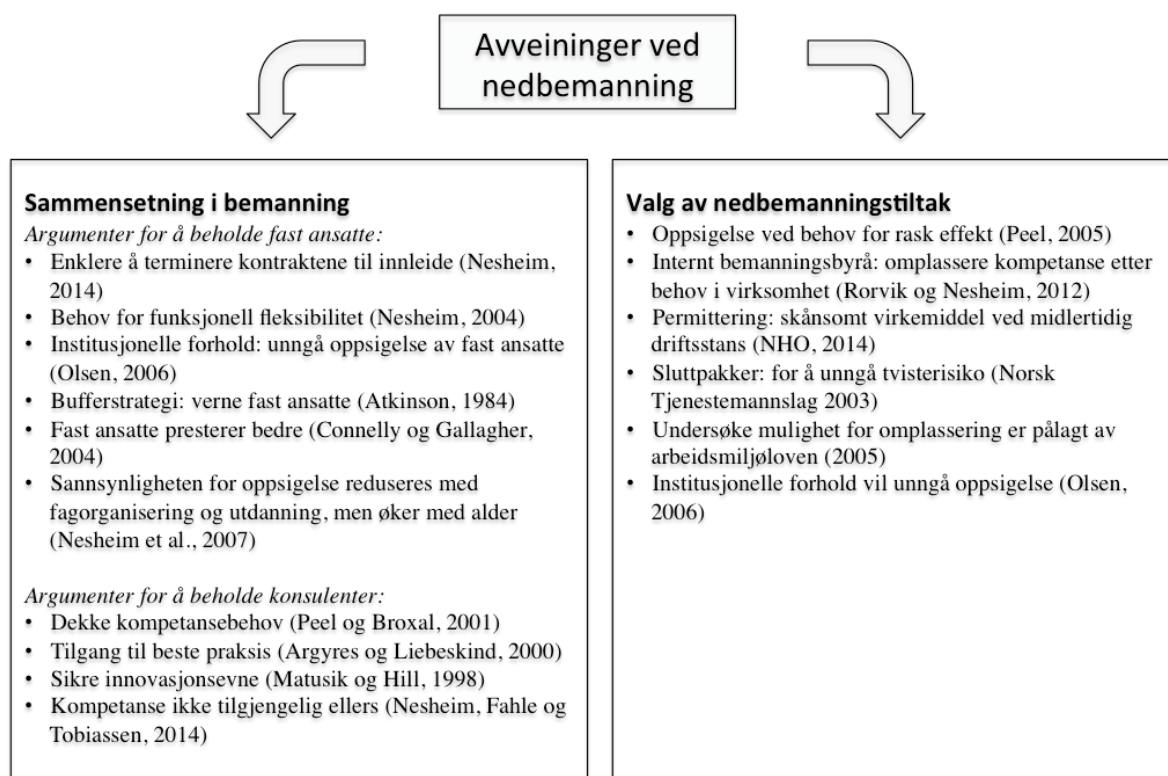 Avveininger ved
nedbemanning
Sammensetning i bemanning
Argumenter for å beholde fast ansatte:
• Enklere å terminere kontraktene til innleide (Nesheim,
2014)
• Behov for funksjonell fleksibilitet (Nesheim, 2004)
• Institusjonelle forhold: unngå oppsigelse av fast ansatte
(Olsen, 2006)
• Bufferstrategi: verne fast ansatte (Atkinson, 1984)
• Fast ansatte presterer bedre (Connelly og Gallagher,
2004)
• Sannsynligheten for oppsigelse reduseres med
fagorganisering og utdanning, men øker med alder
(Nesheim et al., 2007)
Argumenter for å beholde konsulenter:
• Dekke kompetansebehov (Peel og Broxal, 2001)
• Tilgang til beste praksis (Argyres og Liebeskind, 2000)
• Sikre innovasjonsevne (Matusik og Hill, 1998)
• Kompetanse ikke tilgjengelig ellers (Nesheim, Fahle og
Tobiassen, 2014)
Valg av nedbemanningstiltak
• Oppsigelse ved behov for rask effekt (Peel, 2005)
• Internt bemanningsbyrå: omplassere kompetanse etter
behov i virksomhet (Rorvik og Nesheim, 2012)
• Permittering: skånsomt virkemiddel ved midlertidig
driftsstans (NHO, 2014)
• Sluttpakker: for å unngå tvisterisiko (Norsk
Tjenestemannslag 2003)
• Undersøke mulighet for omplassering er pålagt av
arbeidsmiljøloven (2005)
• Institusjonelle forhold vil unngå oppsigelse (Olsen,
2006)